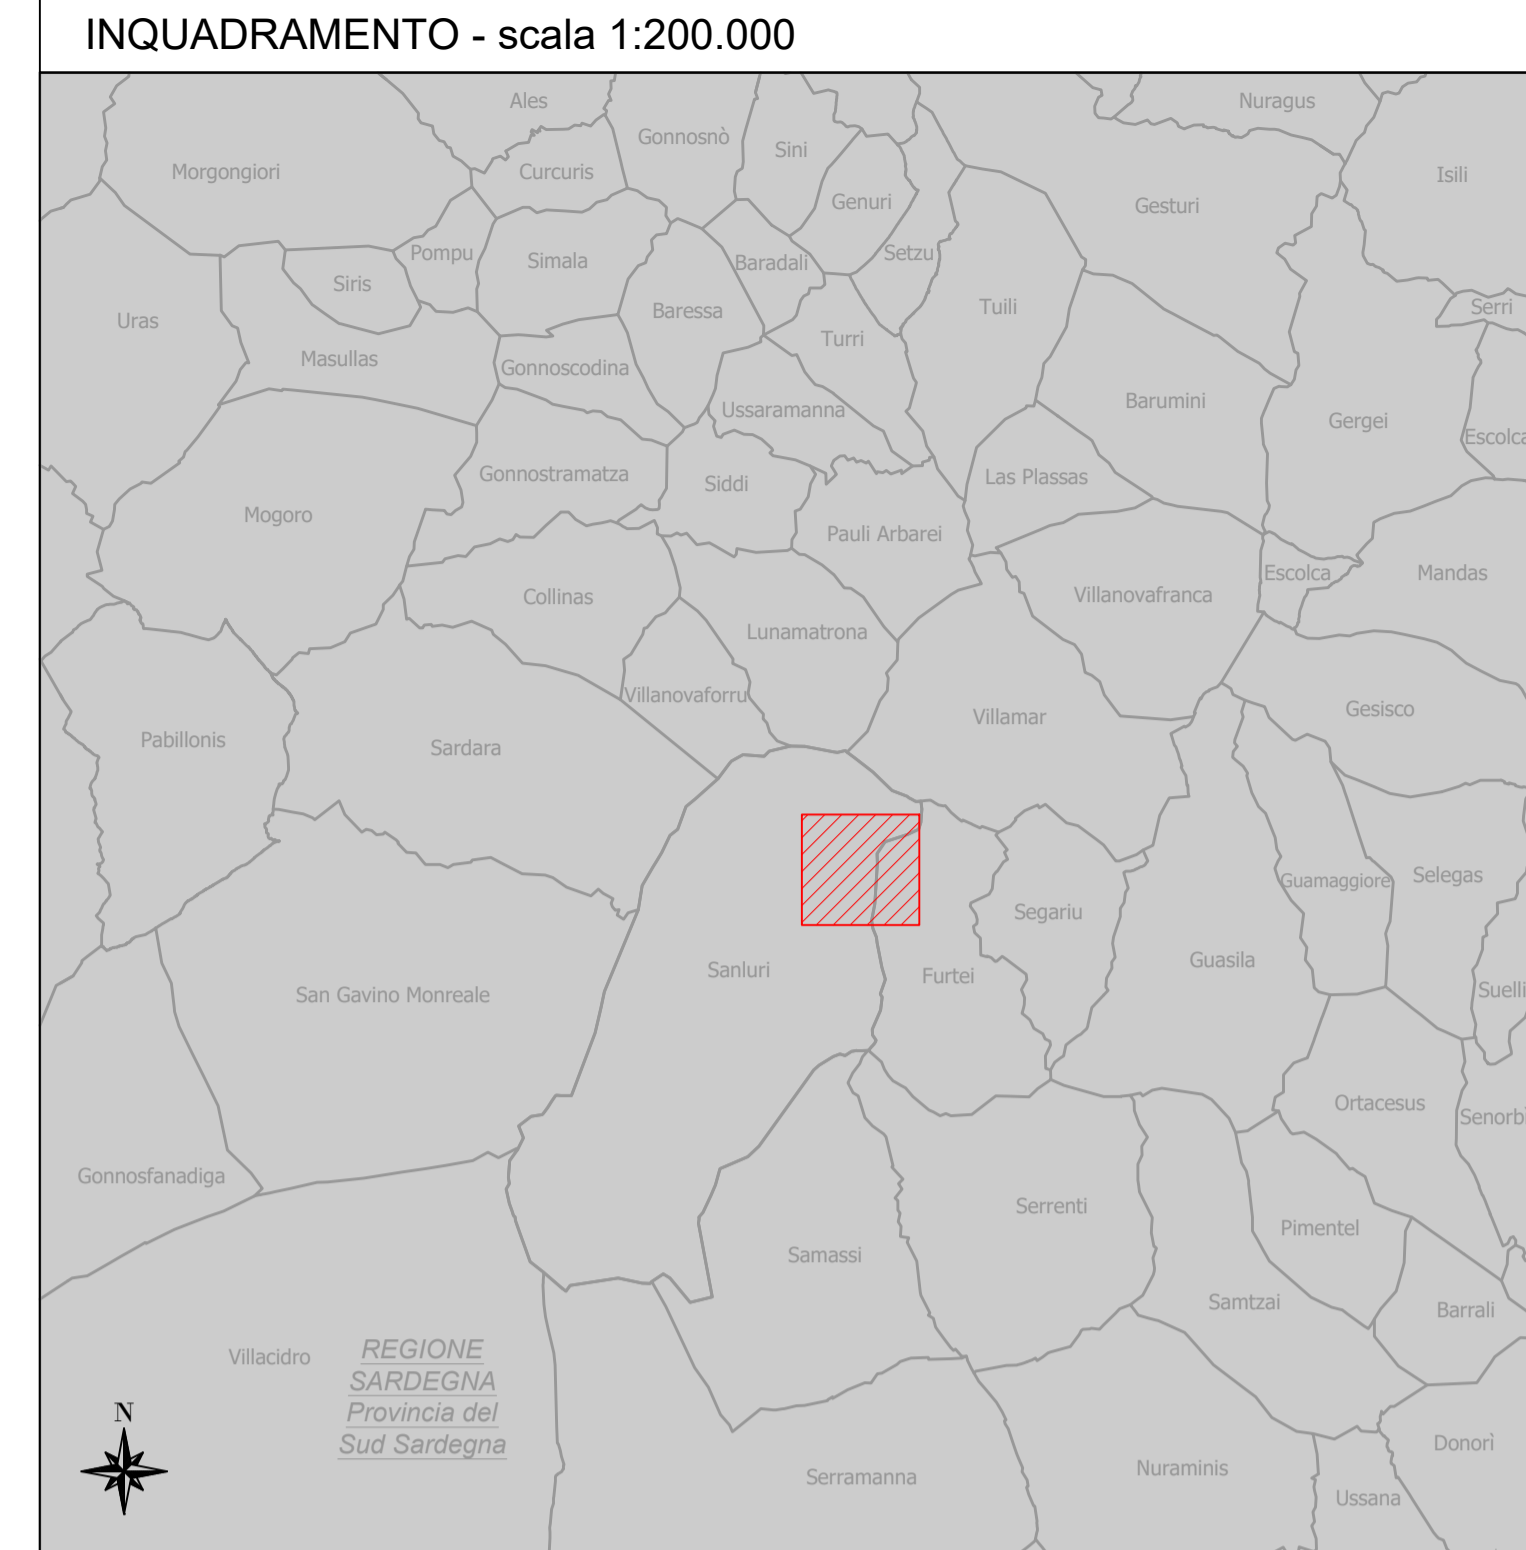 INQUADRAMENTO - scala 1:200.000
Ales
Nuragus
Gonnosnò
Sini
Morgongiori
Curcuris
Isili
Genuri
Gesturi
Pompu
Simala
Baradali
Setzu
Siris
Uras
Baressa
Tuili
Serri
Masullas
Turri
Gonnoscodina
Barumini
Ussaramanna
Gergei
Escolca
Gonnostramatza
Siddi
Las Plassas
Mogoro
Pauli Arbarei
Escolca
Mandas
Collinas
Villanovafranca
Lunamatrona
Villanovaforru
Gesisco
Villamar
Pabillonis
Sardara
Guamaggiore
Selegas
Segariu
Guasila
Sanluri
Furtei
San Gavino Monreale
Suelli
Ortacesus
Senorbì
Gonnosfanadiga
Serrenti
Pimentel
Samassi
Samtzai
Barrali
Villacidro
REGIONE
SARDEGNA
Provincia del
Sud Sardegna
N
Donorì
Nuraminis
Serramanna
Ussana